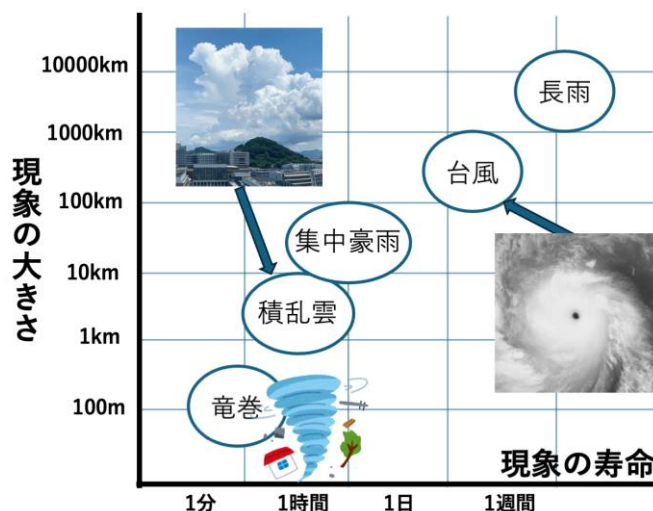 10000km
1000km
100km
10km
1km
100m
現象の大きさ
長雨
台風
集中豪雨
積乱雲
竜巻
現象の寿命
1分
1時間
1日
1週間